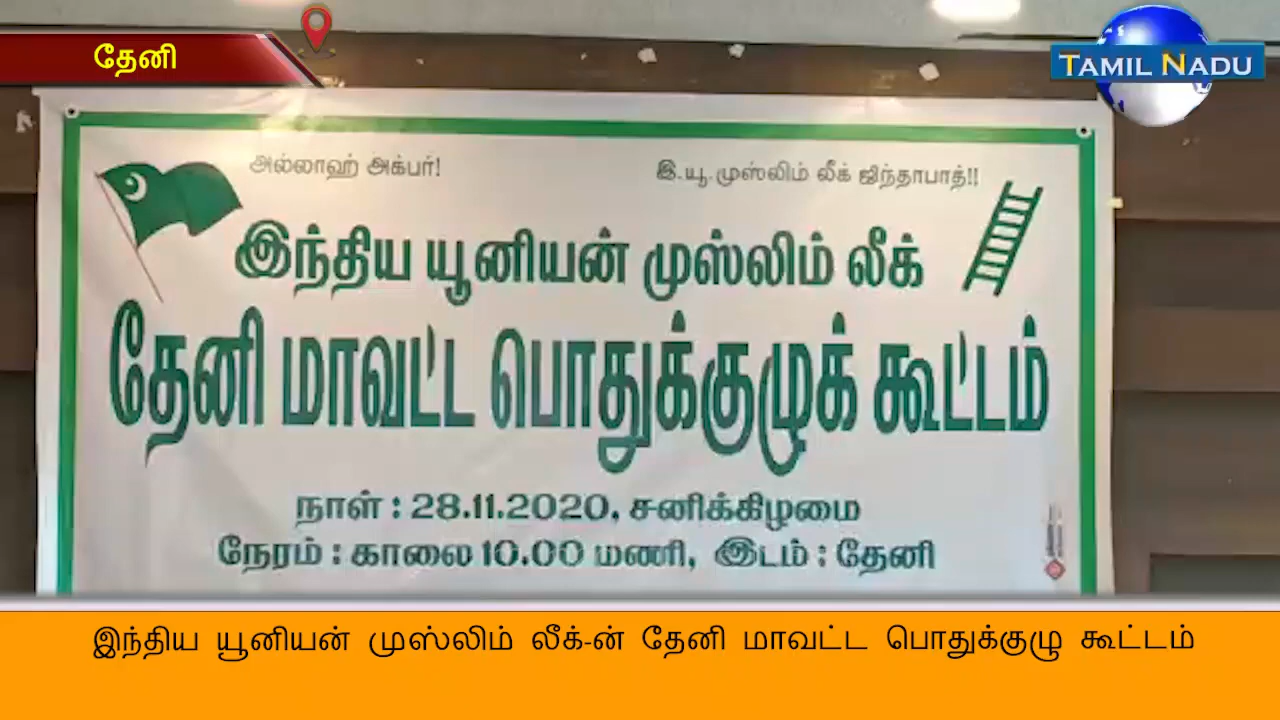 தேனி
TAMIL NADU
அல்லாஹ் அக்பர்!
இ.யூ.முஸ்லிம் லீக் ஜிந்தாபாத்!!
இந்திய யூனியன் முஸ்லிம் லீக்
தேனி மாவட்ட பொதுக்குழுக் கூட்டம்
நாள் : 28.11.2020, சனிக்கிழமை
நேரம் : காலை 10.00 மணி, இடம் : தேனி
இந்திய யூனியன் முஸ்லிம் லீக்-ன் தேனி மாவட்ட பொதுக்குழு கூட்டம்